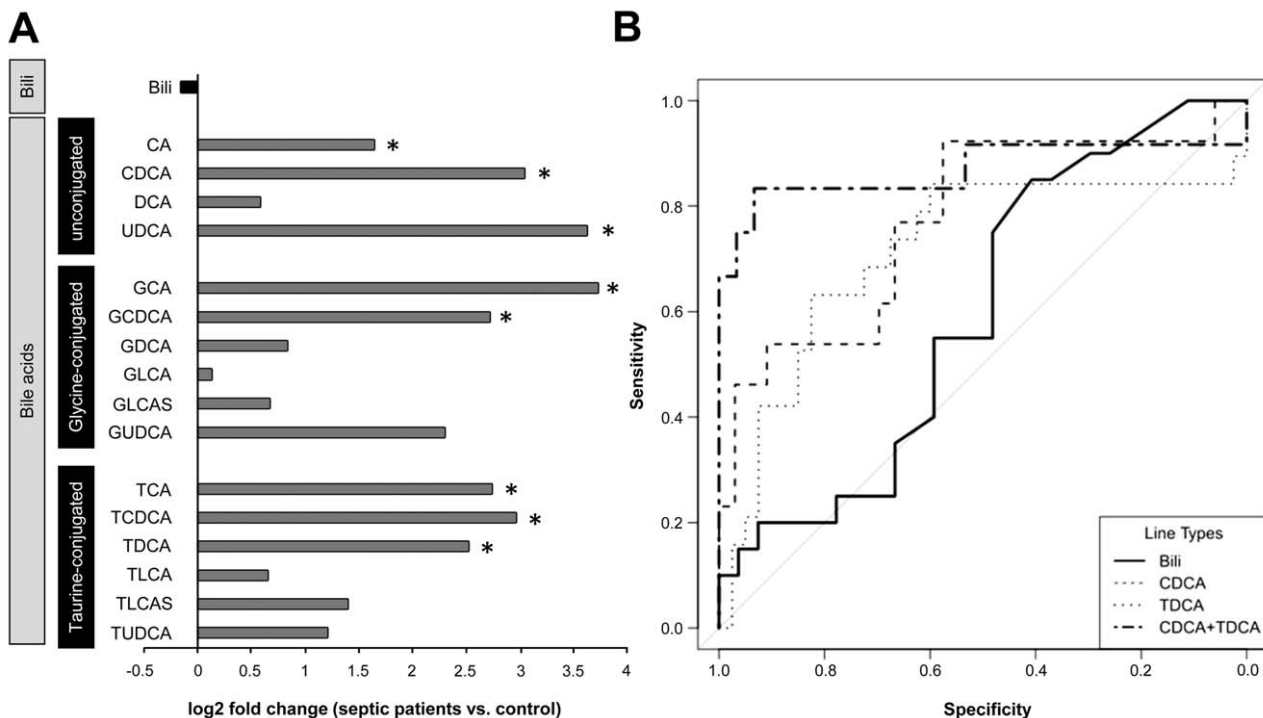 A
Bili
Bile acids
unconjugated
Glycine-conjugated
Taurine-conjugated
Bili
CA *
CDCA *
DCA
UDCA *
GCA *
GCDCA *
GDCA
GLCA
GLCAS
GUDCA
TCA *
TCDCA *
TDCA *
TLCA
TLCAS
TUDCA
-0.5 0 0.5 1 1.5 2 2.5 3 3.5 4
log2 fold change (septic patients vs. control)
B
Sensitivity
1.0
0.8
0.6
0.4
0.2
0.0
Line Types
Bili
CDCA
TDCA
CDCA+TDCA
1.0 0.8 0.6 0.4 0.2 0.0
Specificity